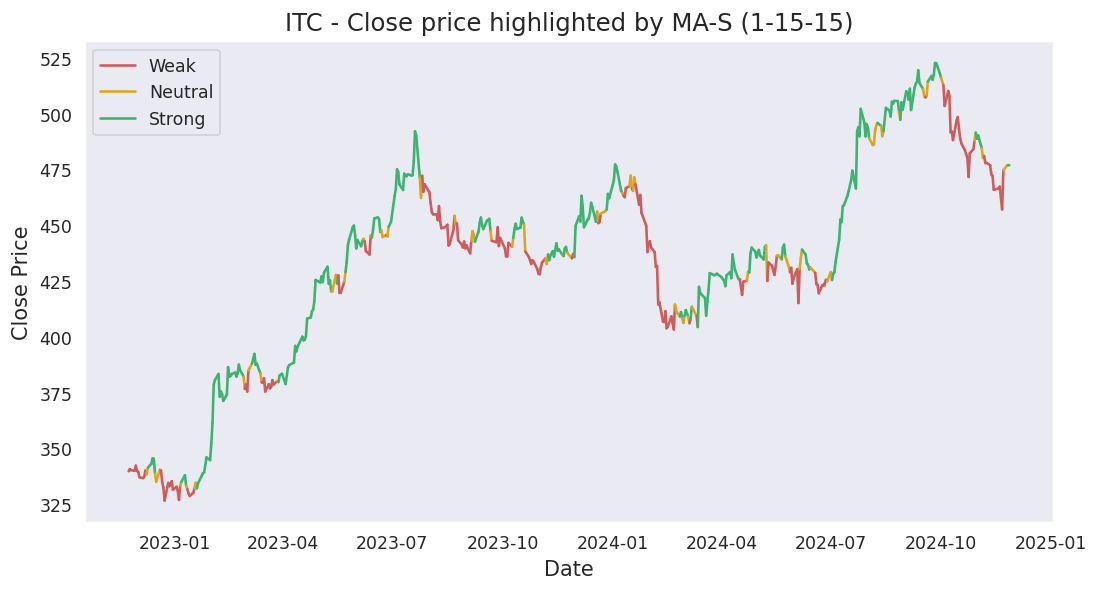 ITC - Close price highlighted by MA-S (1-15-15)
Weak
Neutral
Strong
Close Price
525
500
475
450
425
400
375
350
325
2023-01 2023-04 2023-07 2023-10 2024-01 2024-04 2024-07 2024-10 2025-01
Date